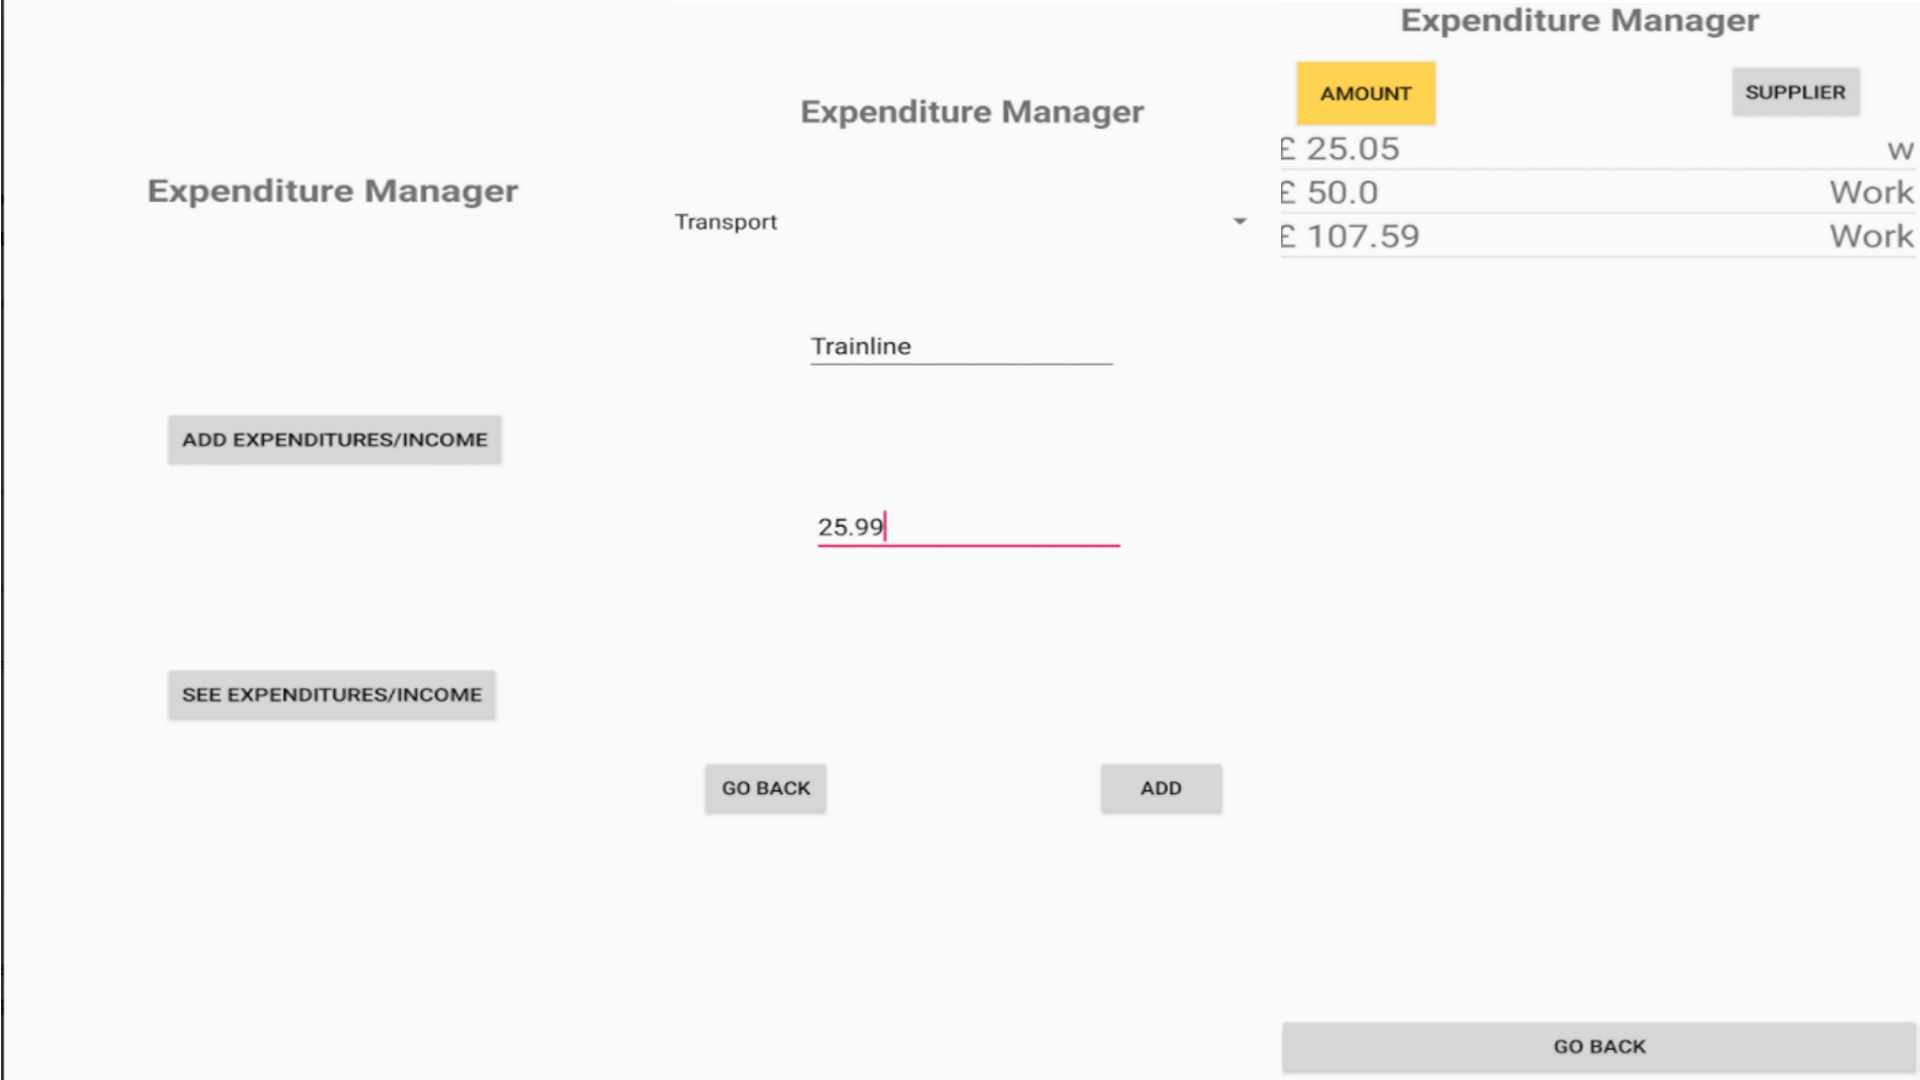 Expenditure Manager
ADD EXPENDITURES/INCOME
SEE EXPENDITURES/INCOME
Expenditure Manager
Transport
Trainline
25.99
GO BACK ADD
Expenditure Manager
AMOUNT SUPPLIER
£ 25.05 w
£ 50.0 Work
£ 107.59 Work
GO BACK